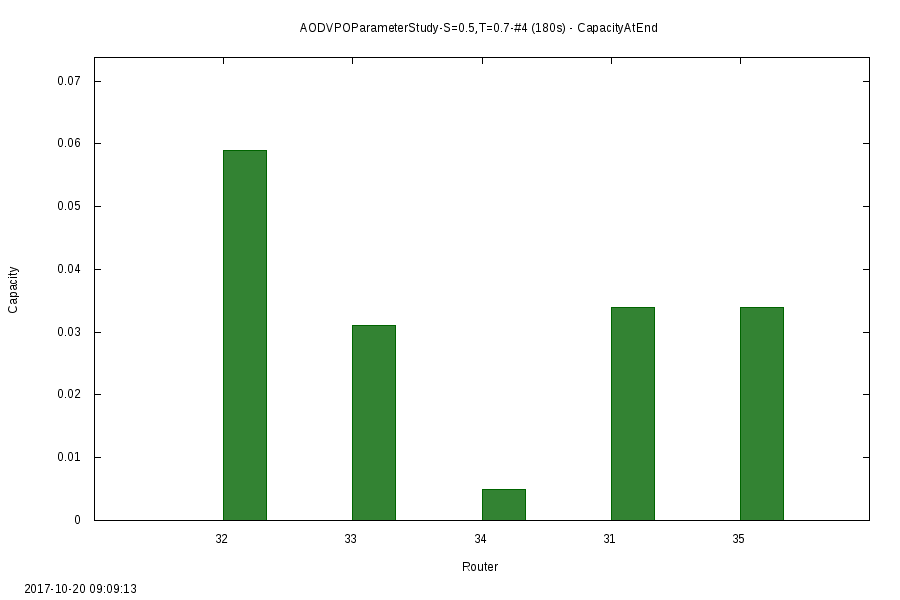 AODVPOParameterStudy-S=0.5,T=0.7-#4 (180s) - CapacityAtEnd
0.07
0.06
0.05
0.04
0.03
0.02
0.01
0
Capacity
32 33 34 31 35
Router
2017-10-20 09:09:13